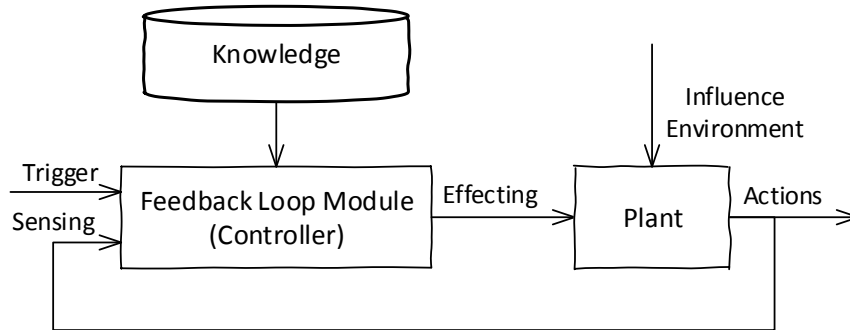 Knowledge
Influence
Environment
Trigger
Sensing
Feedback Loop Module
(Controller)
Effecting
Plant
Actions